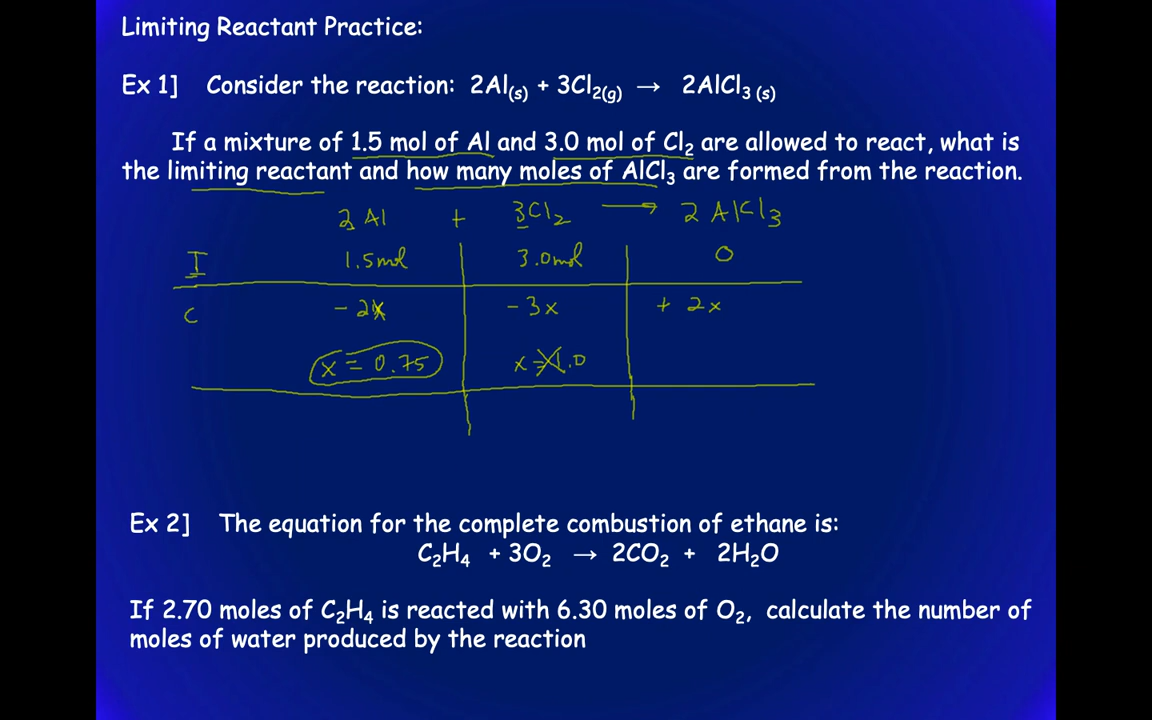 Limiting Reactant Practice:
Ex 1] Consider the reaction: 2Al(s) + 3Cl2(g) → 2AlCl3 (s)
If a mixture of 1.5 mol of Al and 3.0 mol of Cl2 are allowed to react, what is
the limiting reactant and how many moles of AlCl3 are formed from the reaction.
2 Al + 3Cl2 → 2 AlCl3
I 1.5mol 3.0mol 0
C - 2x - 3x + 2x
x = 0.75 x = 1.0
Ex 2] The equation for the complete combustion of ethane is:
C2H4 + 3O2 → 2CO2 + 2H2O
If 2.70 moles of C2H4 is reacted with 6.30 moles of O2, calculate the number of
moles of water produced by the reaction